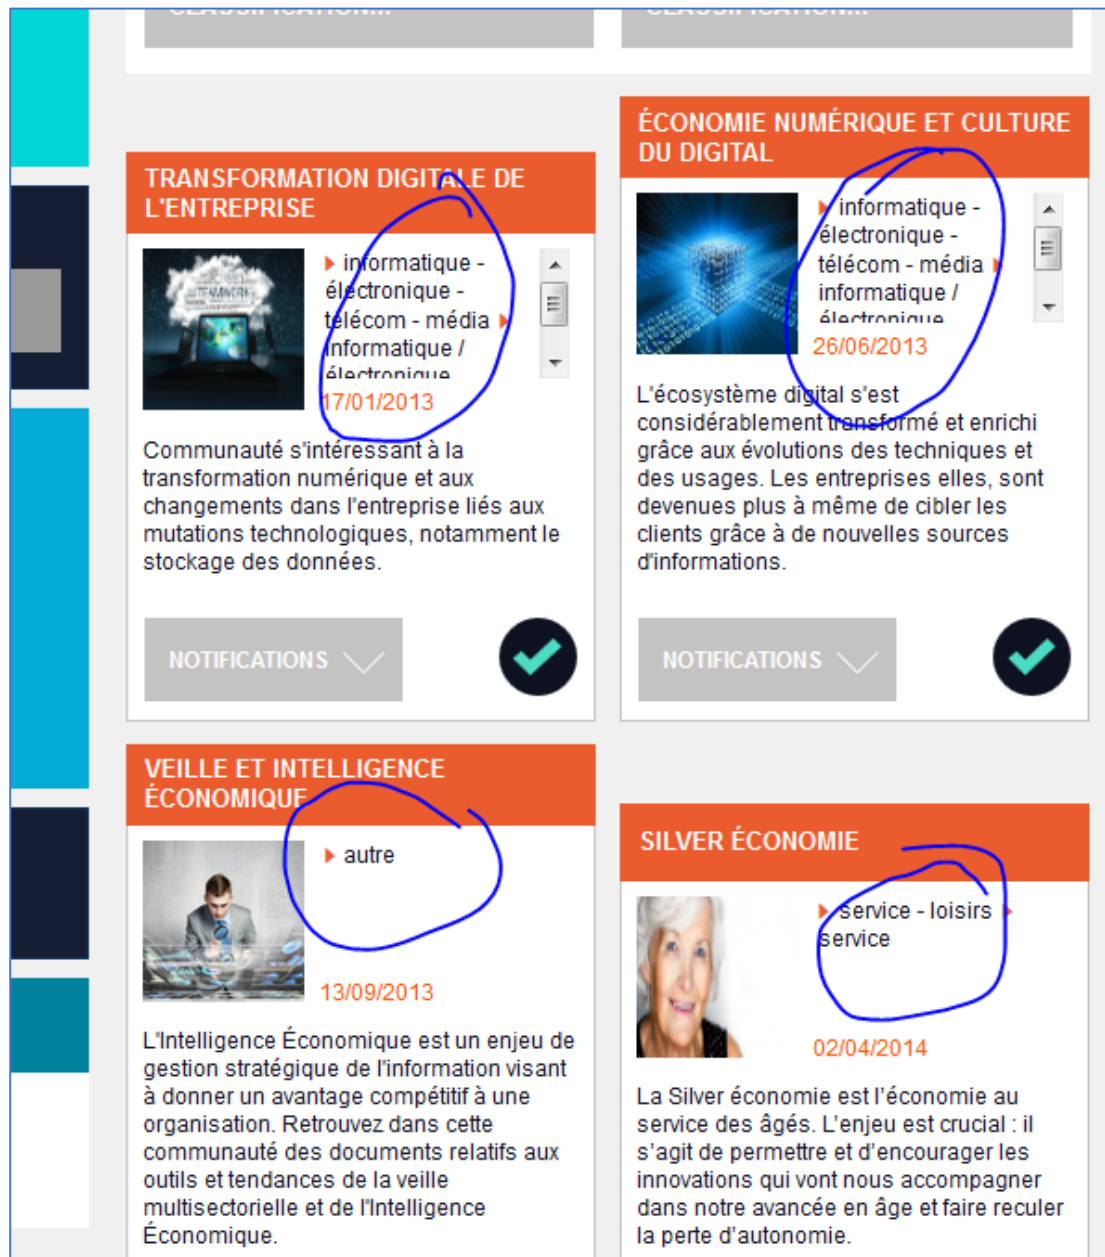 CLASSIFICATION...
CLASSIFICATION...
TRANSFORMATION DIGITALE DE
L'ENTREPRISE
informatique -
électronique -
télécom - média
informatique /
électronique
17/01/2013
Communauté s'intéressant à la
transformation numérique et aux
changements dans l'entreprise liés aux
mutations technologiques, notamment le
stockage des données.
NOTIFICATIONS
ÉCONOMIE NUMÉRIQUE ET CULTURE
DU DIGITAL
informatique -
électronique -
télécom - média
informatique /
électronique
26/06/2013
L'écosystème digital s'est
considérablement transformé et enrichi
grâce aux évolutions des techniques et
des usages. Les entreprises elles, sont
devenues plus à même de cibler les
clients grâce à de nouvelles sources
d'informations.
NOTIFICATIONS
VEILLE ET INTELLIGENCE
ÉCONOMIQUE
autre
13/09/2013
L'Intelligence Économique est un enjeu de
gestion stratégique de l'information visant
à donner un avantage compétitif à une
organisation. Retrouvez dans cette
communauté des documents relatifs aux
outils et tendances de la veille
multisectorielle et de l'Intelligence
Économique.
SILVER ÉCONOMIE
service - loisirs
service
02/04/2014
La Silver économie est l’économie au
service des âgés. L’enjeu est crucial : il
s’agit de permettre et d’encourager les
innovations qui vont nous accompagner
dans notre avancée en âge et faire reculer
la perte d’autonomie.